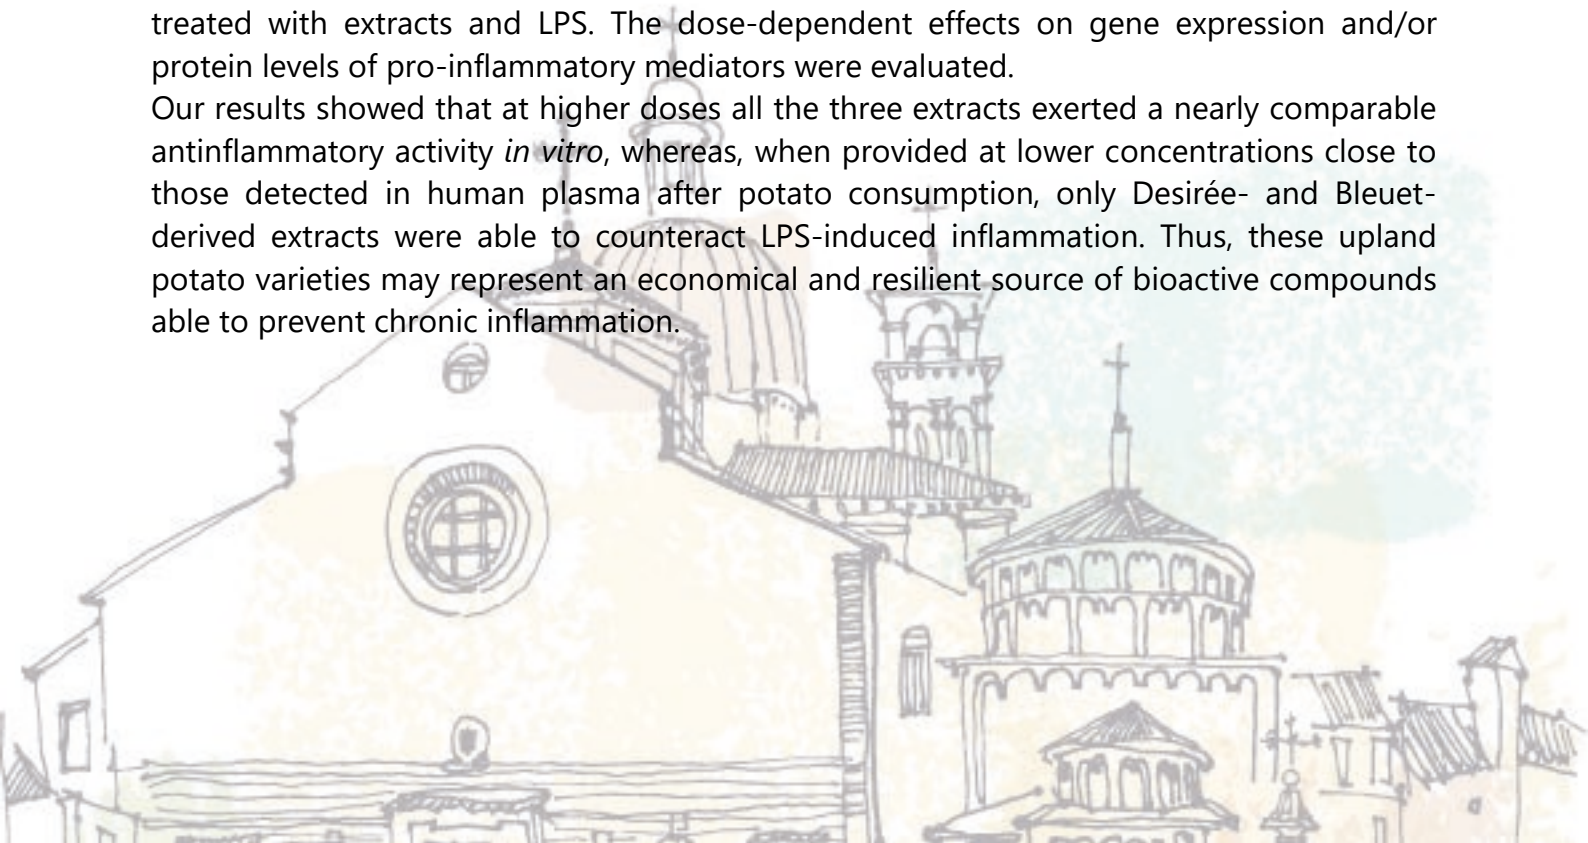 treated with extracts and LPS. The dose-dependent effects on gene expression and/or
protein levels of pro-inflammatory mediators were evaluated.
Our results showed that at higher doses all the three extracts exerted a nearly comparable
antinflammatory activity in vitro, whereas, when provided at lower concentrations close to
those detected in human plasma after potato consumption, only Desirée- and Bleuet-
derived extracts were able to counteract LPS-induced inflammation. Thus, these upland
potato varieties may represent an economical and resilient source of bioactive compounds
able to prevent chronic inflammation.